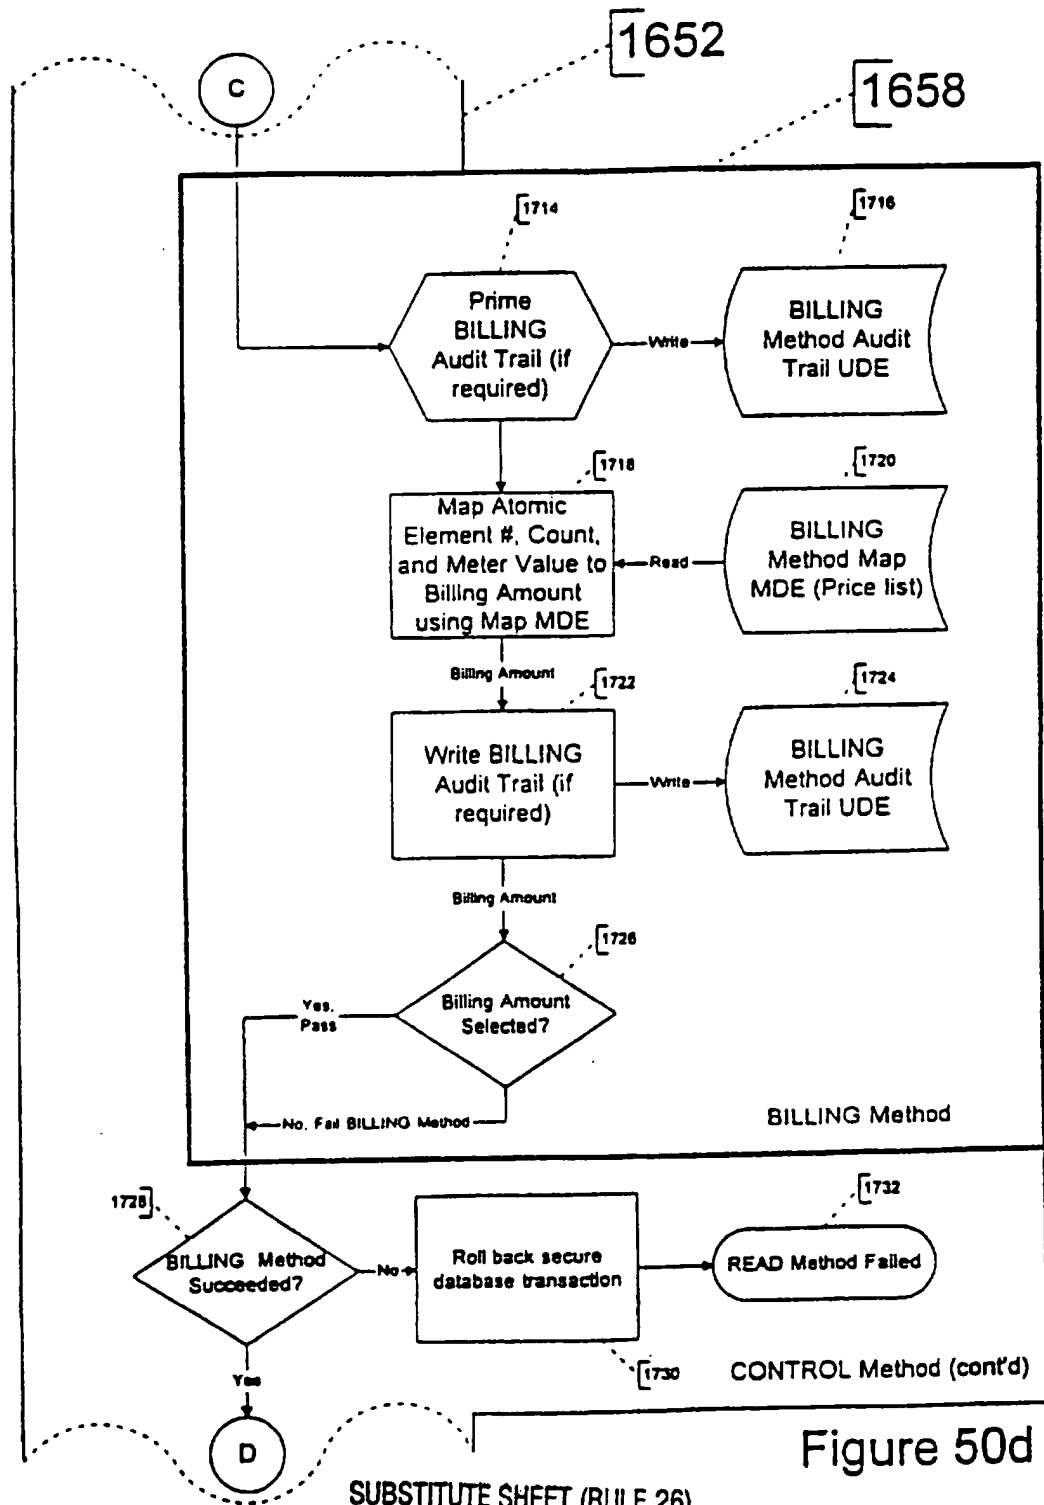 1652
C
1658
1714
1716
Prime
BILLING
Audit Trail (if
required)
Write
BILLING
Method Audit
Trail UDE
1718
1720
Map Atomic
Element #, Count,
and Meter Value to
Billing Amount
using Map MDE
Read
BILLING
Method Map
MDE (Price list)
Billing Amount
1722
1724
Write BILLING
Audit Trail (if
required)
Write
BILLING
Method Audit
Trail UDE
Billing Amount
1726
Billing Amount
Selected?
Yes,
Pass
No, Fail BILLING Method
BILLING Method
1728
1732
BILLING Method
Succeeded?
No
Roll back secure
database transaction
READ Method Failed
1730
CONTROL Method (cont'd)
Yes
D
Figure 50d
SUBSTITUTE SHEET (RULE 26)